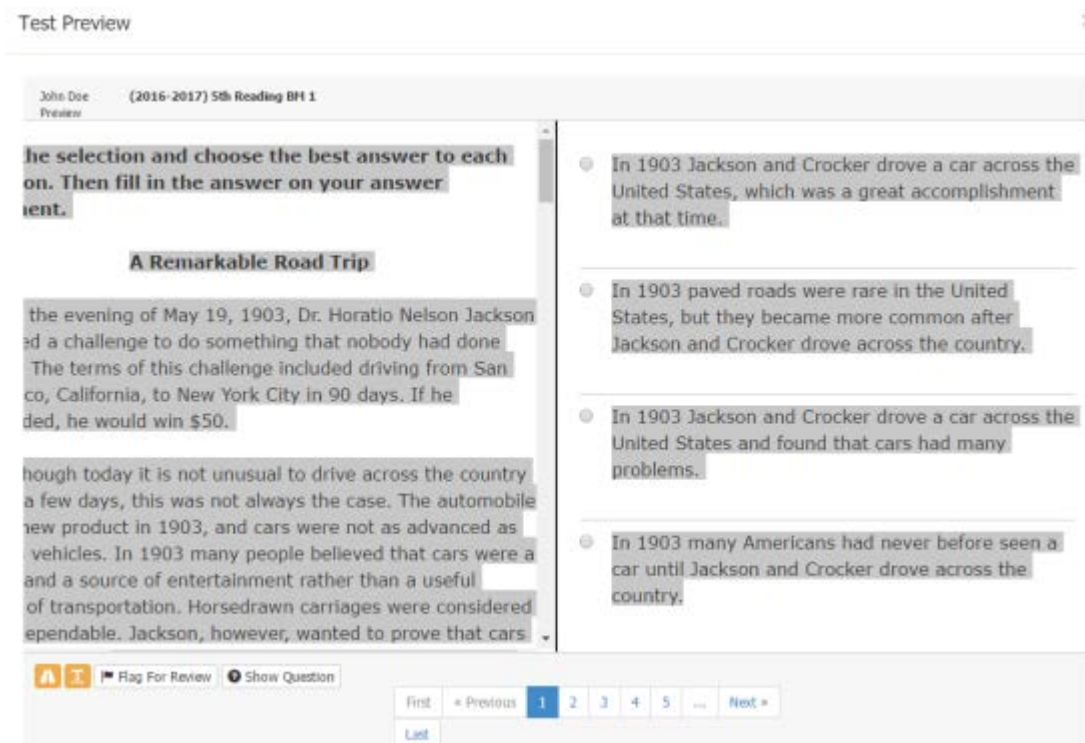 Test Preview
John Doe
Preview
(2016-2017) 5th Reading BM 1
he selection and choose the best answer to each
on. Then fill in the answer on your answer
ent.
A Remarkable Road Trip
the evening of May 19, 1903, Dr. Horatio Nelson Jackson
ed a challenge to do something that nobody had done
The terms of this challenge included driving from San
co, California, to New York City in 90 days. If he
ded, he would win $50.
hough today it is not unusual to drive across the country
a few days, this was not always the case. The automobile
new product in 1903, and cars were not as advanced as
vehicles. In 1903 many people believed that cars were a
and a source of entertainment rather than a useful
of transportation. Horsedrawn carriages were considered
ependable. Jackson, however, wanted to prove that cars
In 1903 Jackson and Crocker drove a car across the
United States, which was a great accomplishment
at that time.
In 1903 paved roads were rare in the United
States, but they became more common after
Jackson and Crocker drove across the country.
In 1903 Jackson and Crocker drove a car across the
United States and found that cars had many
problems.
In 1903 many Americans had never before seen a
car until Jackson and Crocker drove across the
country.
Flag For Review
Show Question
First « Previous 1 2 3 4 5 ... Next »
Last